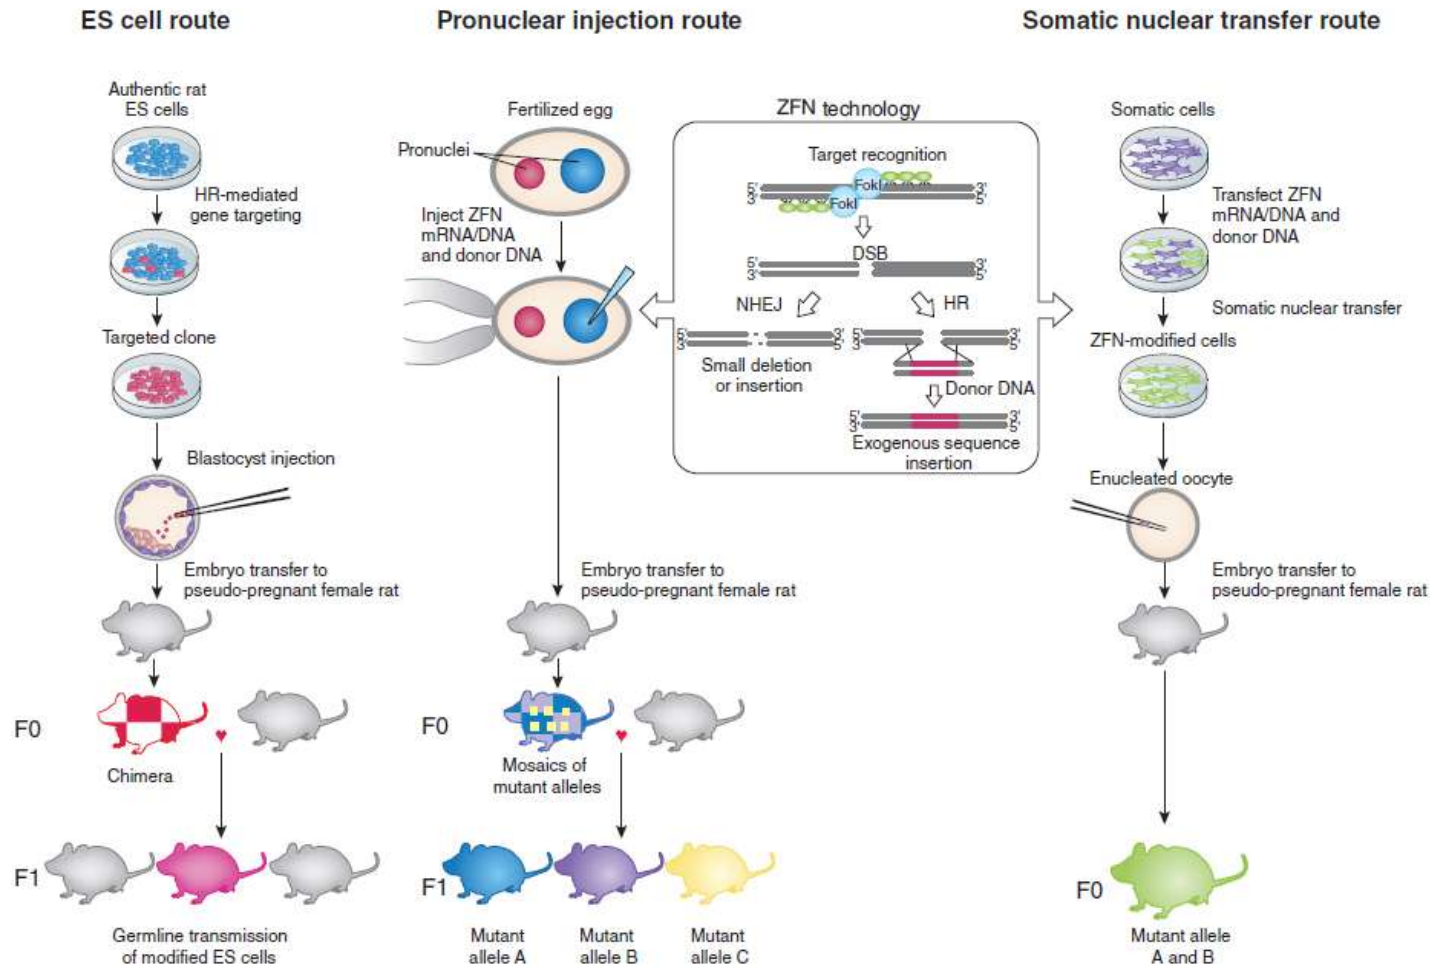 ES cell route
Authentic rat
ES cells
HR-mediated
gene targeting
Targeted clone
Blastocyst injection
Embryo transfer to
pseudo-pregnant female rat
F0
Chimera
F1
Germline transmission
of modified ES cells
Pronuclear injection route
Fertilized egg
Pronuclei
Inject ZFN
mRNA/DNA
and donor DNA
Embryo transfer to
pseudo-pregnant female rat
F0
Mosaics of
mutant alleles
F1
Mutant
allele A
Mutant
allele B
Mutant
allele C
ZFN technology
Target recognition
5' 3'
3' 5'
FokI
FokI
DSB
5' 3'
3' 5'
NHEJ
HR
5' 3'
3' 5'
Small deletion
or insertion
5' 3'
3' 5'
Donor DNA
5' 3'
3' 5'
Exogenous sequence
insertion
Somatic nuclear transfer route
Somatic cells
Transfect ZFN
mRNA/DNA and
donor DNA
Somatic nuclear transfer
ZFN-modified cells
Enucleated oocyte
Embryo transfer to
pseudo-pregnant female rat
F0
Mutant allele
A and B